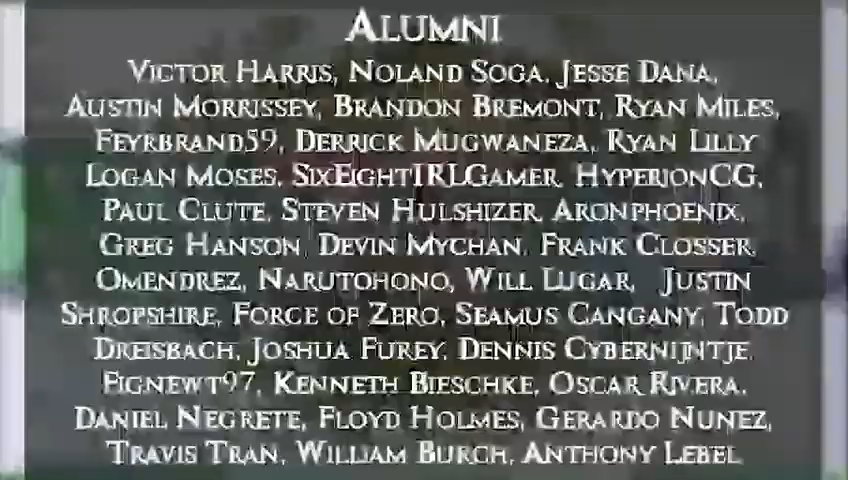 Alumni
Victor Harris, Noland Soga, Jesse Dana,
Austin Morrissey, Brandon Bremont, Ryan Miles,
Feyrbrand59, Derrick Mugwaneza, Ryan Lilly
Logan Moses, SixEightIRLGamer, HyperionCG,
Paul Clute, Steven Hulshizer, Aronphoenix,
Greg Hanson, Devin Mychan, Frank Closser,
Omendrez, Narutohono, Will Lugar, Justin
Shropshire, Force of Zero, Seamus Cangany, Todd
Dreisbach, Joshua Furey, Dennis Cybernijntje,
Fignewt97, Kenneth Bieschke, Oscar Rivera,
Daniel Negrete, Floyd Holmes, Gerardo Nunez,
Travis Tran, William Burch, Anthony Lebel